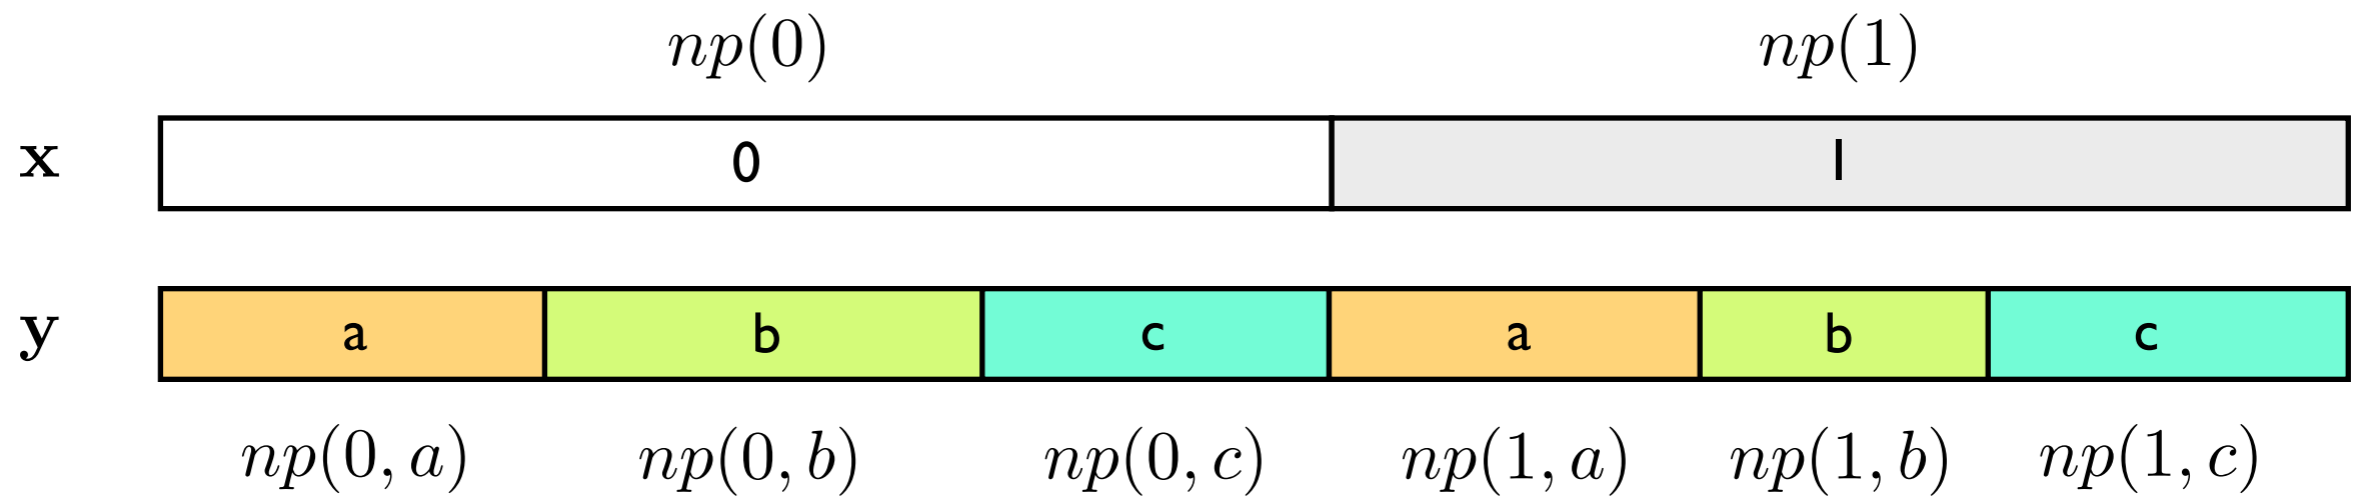 np(0) np(1)
x 0 1
y a b c a b c
np(0, a) np(0, b) np(0, c) np(1, a) np(1, b) np(1, c)